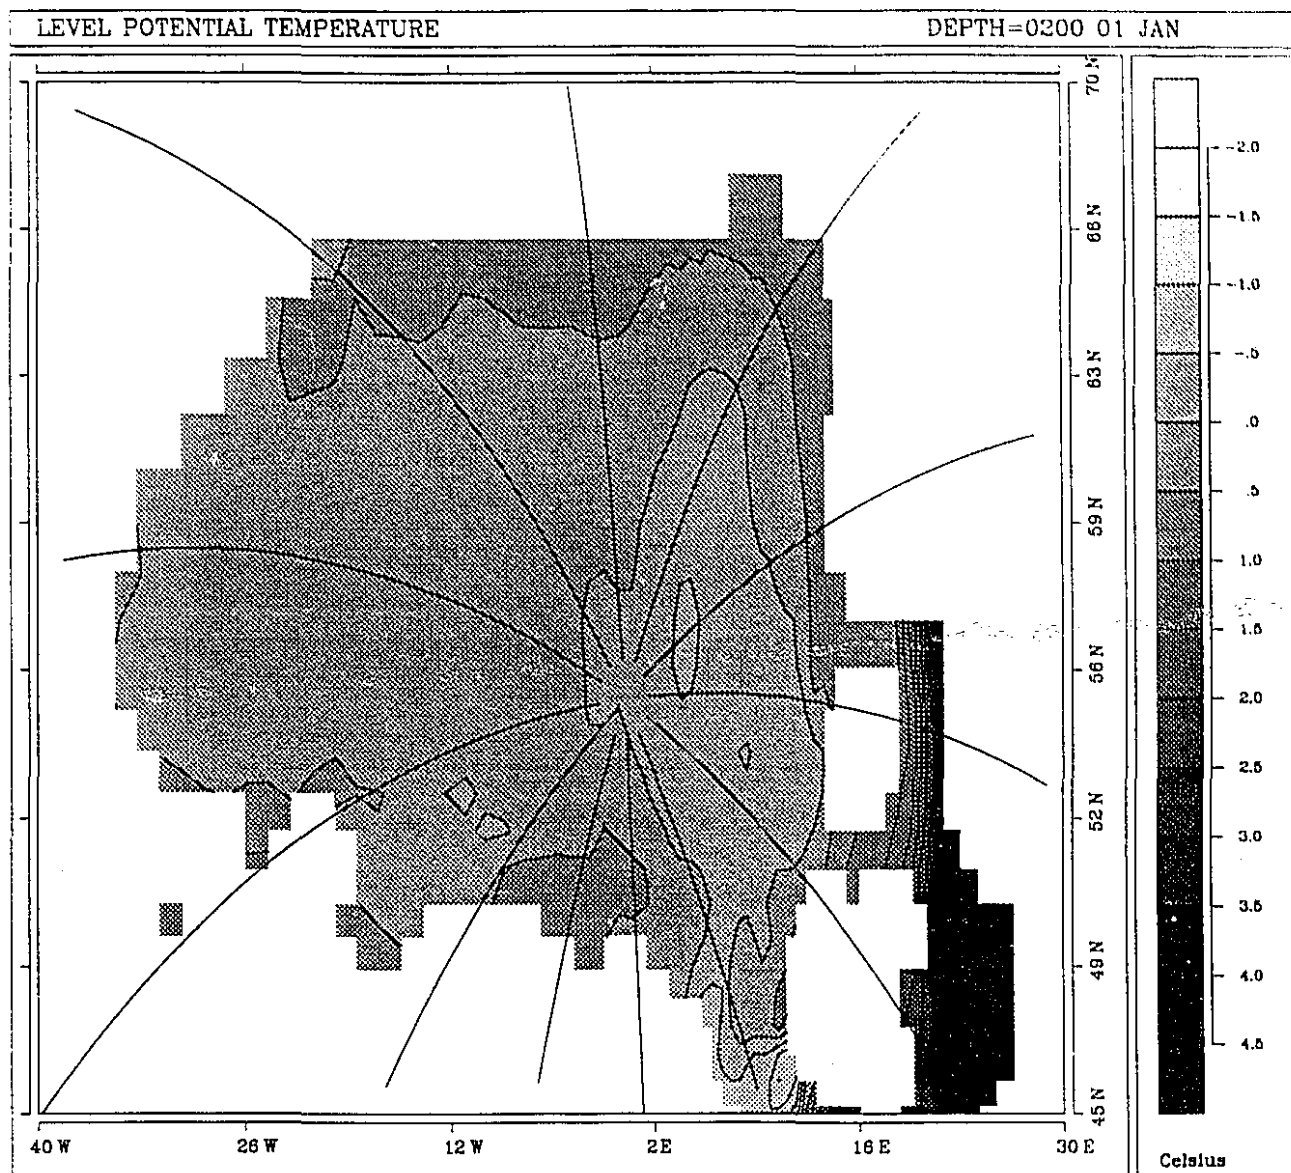 LEVEL POTENTIAL TEMPERATURE
DEPTH=0200 01 JAN
70 N
66 N
63 N
59 N
56 N
52 N
49 N
45 N
40 W
26 W
12 W
2 E
16 E
30 E
-2.0
-1.5
-1.0
-.5
.0
.5
1.0
1.5
2.0
2.5
3.0
3.5
4.0
4.5
Celsius